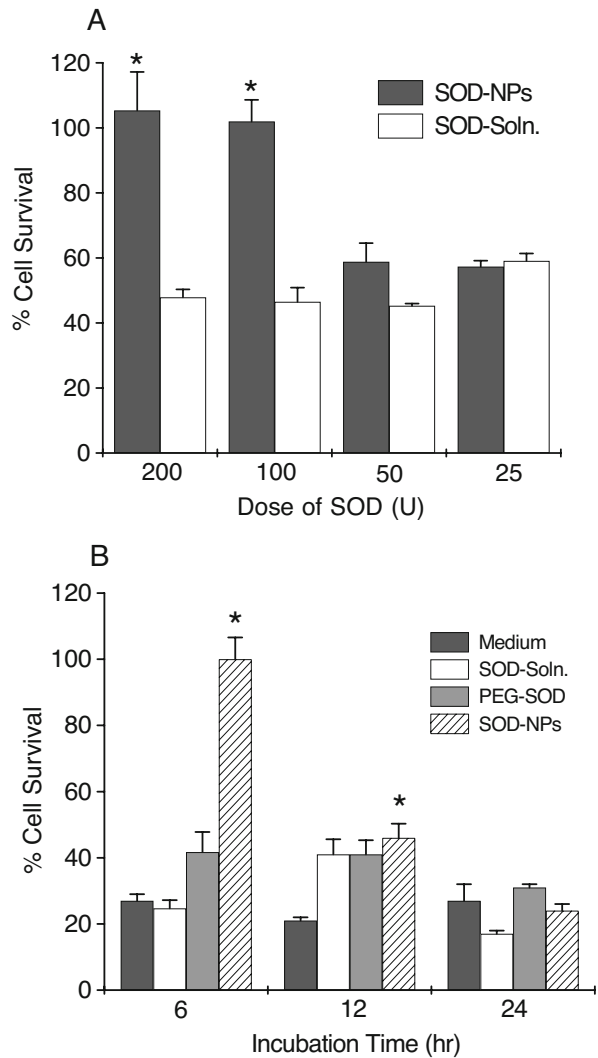 A
* *
120
100
80
60
40
20
0
% Cell Survival
SOD-NPs
SOD-Soln.
200 100 50 25
Dose of SOD (U)
B
120
100
80
60
40
20
0
% Cell Survival
*
*
Medium
SOD-Soln.
PEG-SOD
SOD-NPs
6 12 24
Incubation Time (hr)